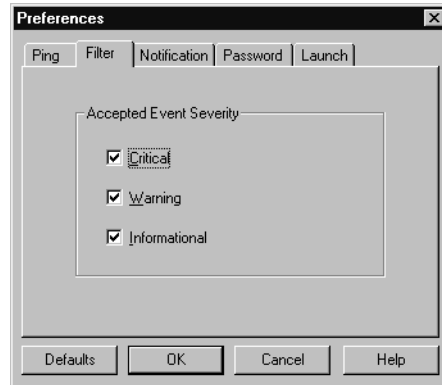 Preferences
Ping Filter Notification Password Launch
Accepted Event Severity
Critical
Warning
Informational
Defaults OK Cancel Help